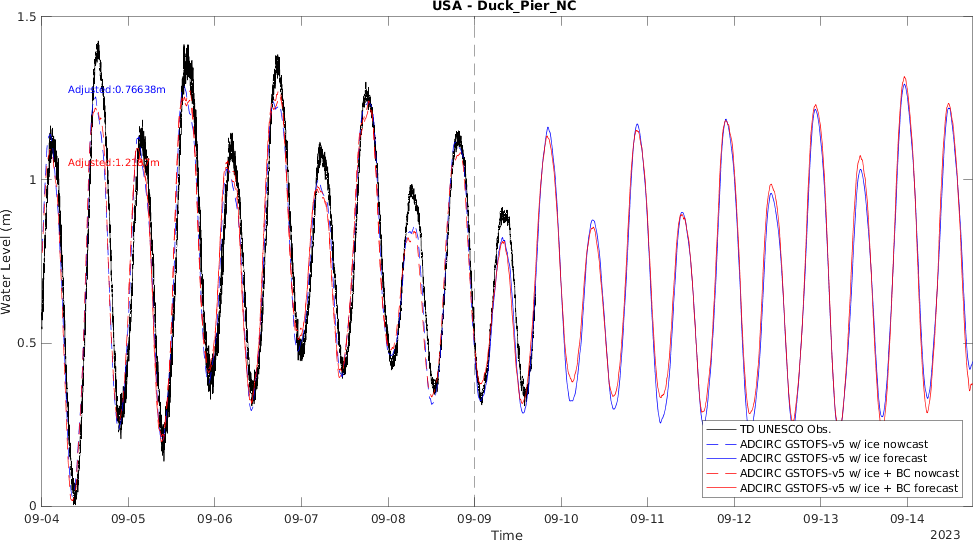 USA - Duck_Pier_NC
Water Level (m)
1.5
1
0.5
0
Adjusted:0.76638m
09-04
09-05
09-06
09-07
09-08
09-09
09-10
09-11
09-12
09-13
09-14
Time
2023
TD UNESCO Obs.
ADCIRC GSTOFS-v5 w/ ice nowcast
ADCIRC GSTOFS-v5 w/ ice forecast
ADCIRC GSTOFS-v5 w/ ice + BC nowcast
ADCIRC GSTOFS-v5 w/ ice + BC forecast